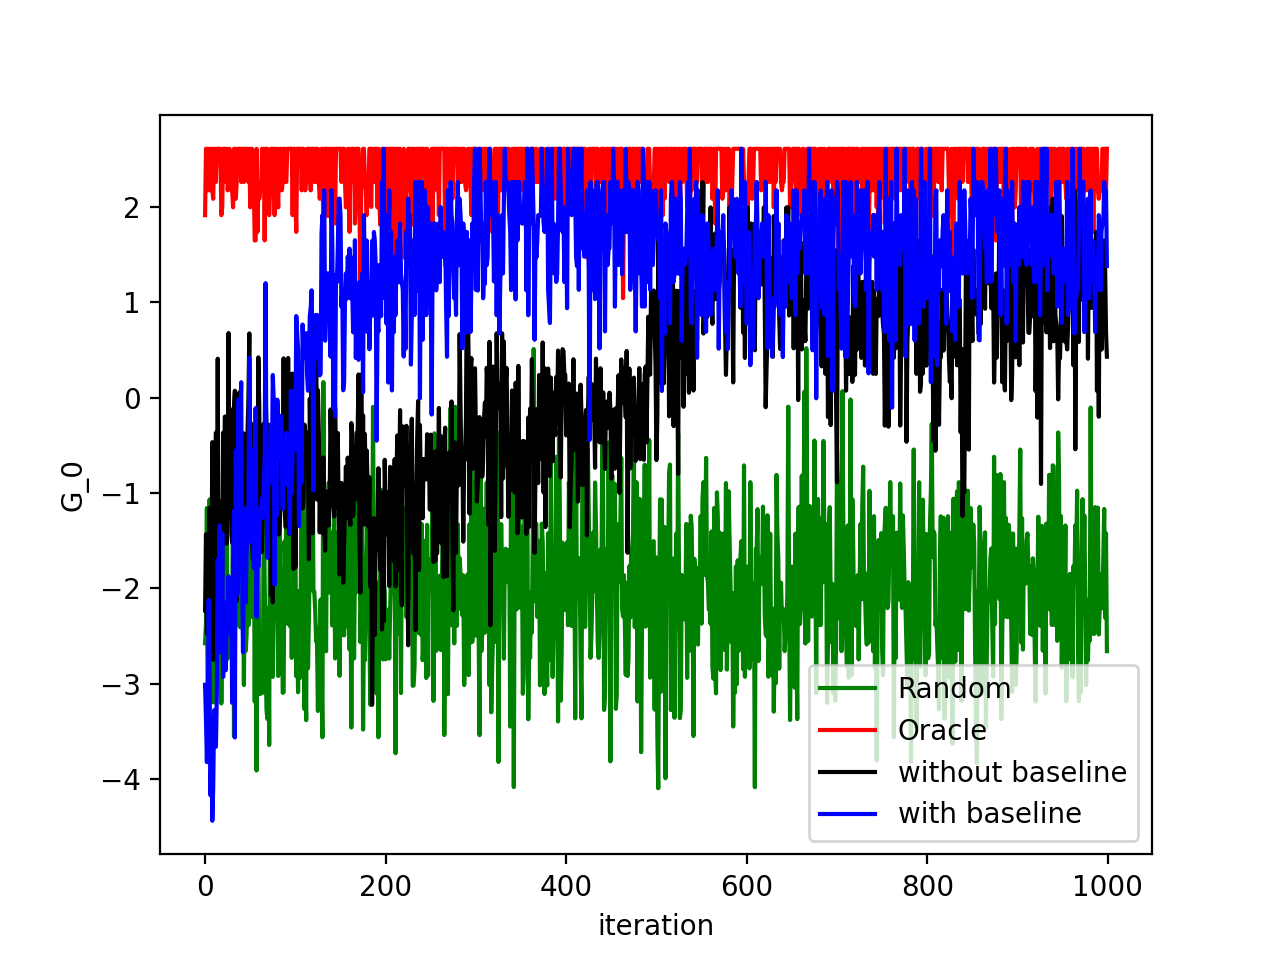 2
1
0
−1
−2
−3
−4
G_0
0
200
400
600
800
1000
iteration
Random
Oracle
without baseline
with baseline